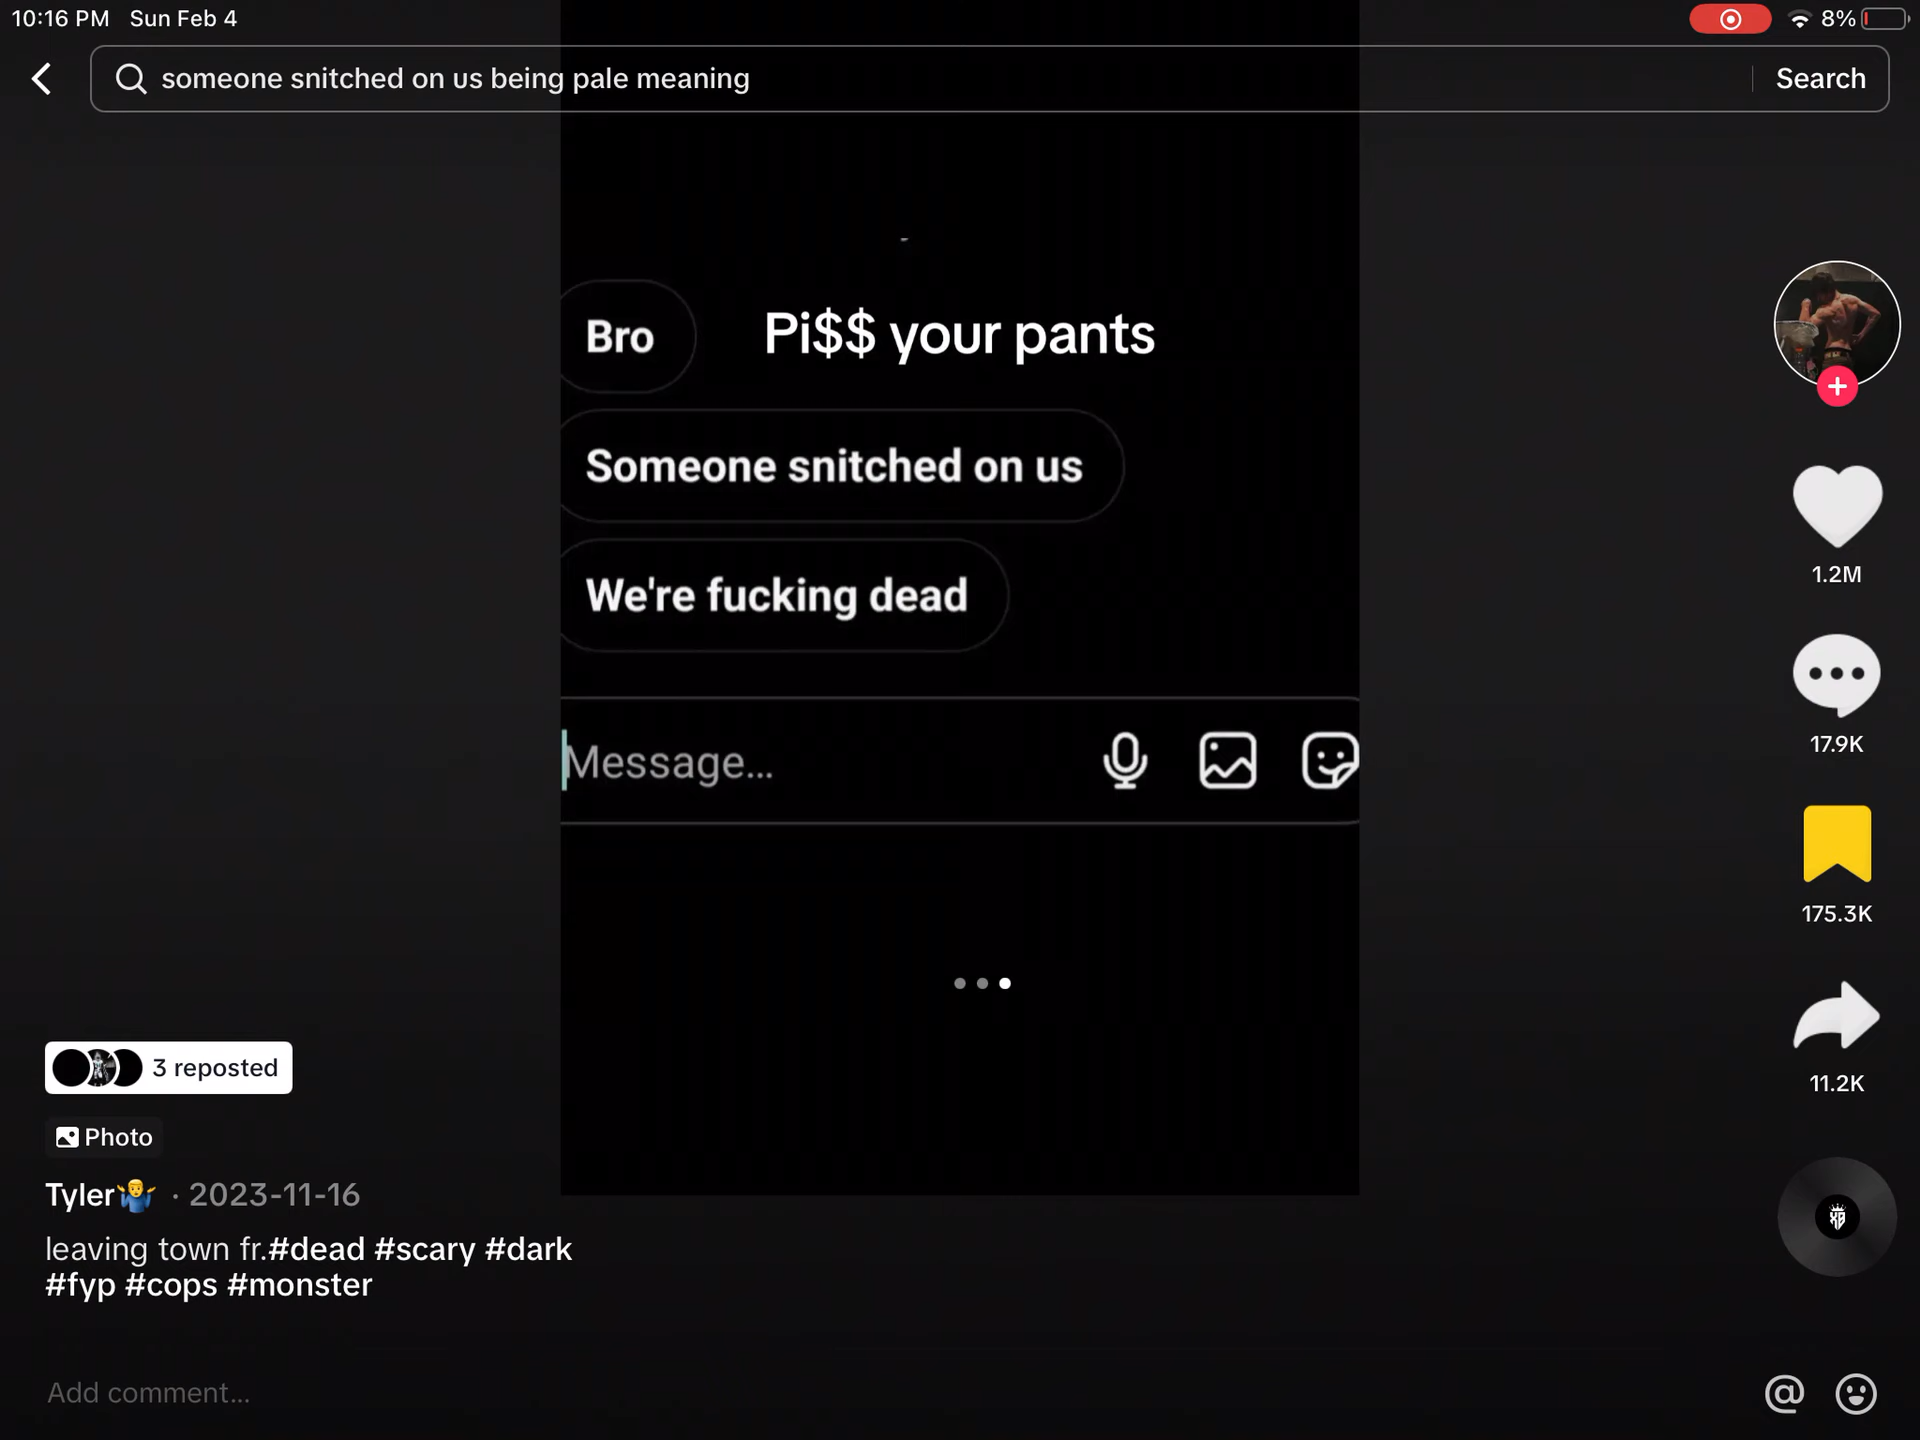 10:16 PM Sun Feb 4
8%
someone snitched on us being pale meaning
Search
Bro
Pi$$ your pants
Someone snitched on us
We're fucking dead
Message...
1.2M
17.9K
175.3K
11.2K
3 reposted
Photo
Tyler🤷‍♂️ · 2023-11-16
leaving town fr.#dead #scary #dark
#fyp #cops #monster
Add comment...
@